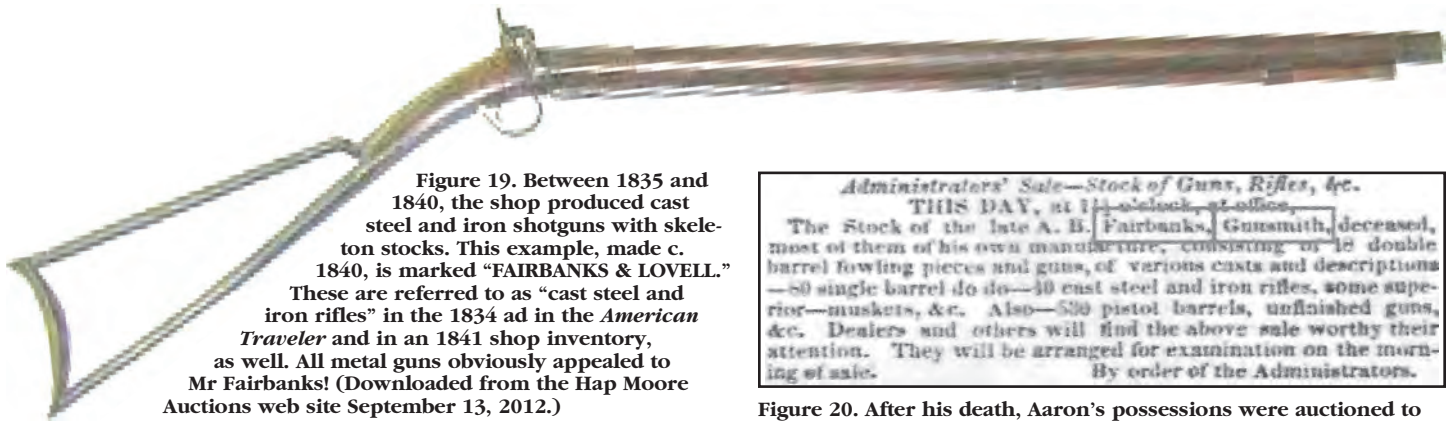 Figure 19. Between 1835 and
1840, the shop produced cast
steel and iron shotguns with skele-
ton stocks. This example, made c.
1840, is marked “FAIRBANKS & LOVELL.”
These are referred to as “cast steel and
iron rifles” in the 1834 ad in the American
Traveler and in an 1841 shop inventory,
as well. All metal guns obviously appealed to
Mr Fairbanks! (Downloaded from the Hap Moore
Auctions web site September 13, 2012.)
Administrators' Sale—Stock of Guns, Rifles, &c.
THIS DAY, at o'clock, at office,
The Stock of the late A. B. Fairbanks, Gunsmith, deceased,
most of them of his own manufacture, consisting of 18 double
barrel fowling pieces and guns, of various casts and descriptions
—80 single barrel do do—40 cast steel and iron rifles, some supe-
rior—muskets, &c. Also—530 pistol barrels, unfinished guns,
&c. Dealers and others will find the above sale worthy their
attention. They will be arranged for examination on the morn-
ing of sale. By order of the Administrators.
Figure 20. After his death, Aaron’s possessions were auctioned to